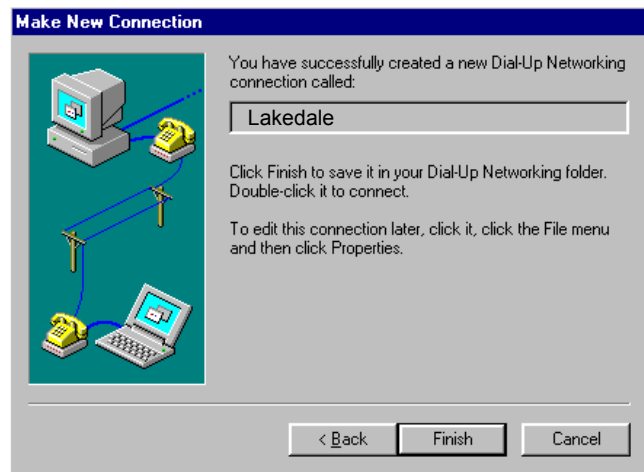 Make New Connection
You have successfully created a new Dial-Up Networking
connection called:
Lakedale
Click Finish to save it in your Dial-Up Networking folder.
Double-click it to connect.
To edit this connection later, click it, click the File menu
and then click Properties.
< Back
Finish
Cancel